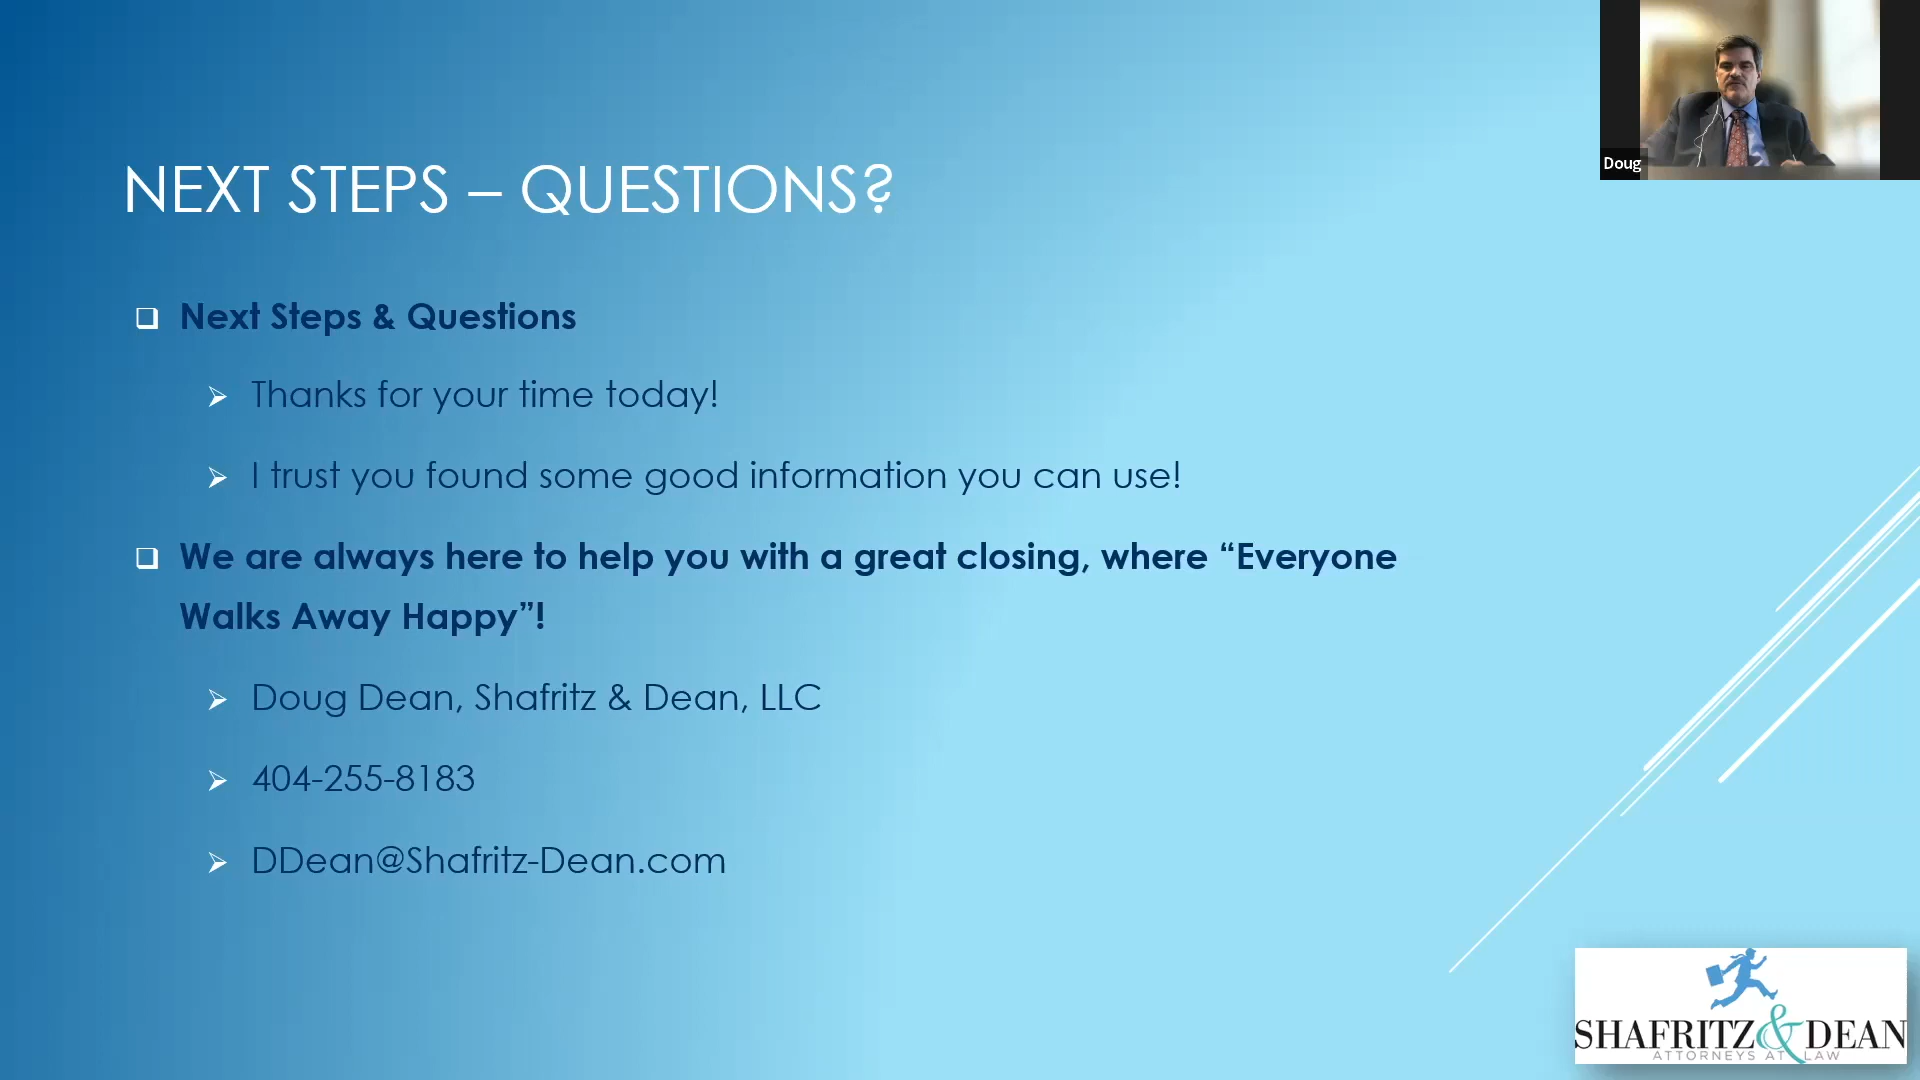 Doug
NEXT STEPS – QUESTIONS?
Next Steps & Questions
Thanks for your time today!
I trust you found some good information you can use!
We are always here to help you with a great closing, where “Everyone
Walks Away Happy”!
Doug Dean, Shafritz & Dean, LLC
404-255-8183
DDean@Shafritz-Dean.com
SHAFRITZ & DEAN
ATTORNEYS AT LAW